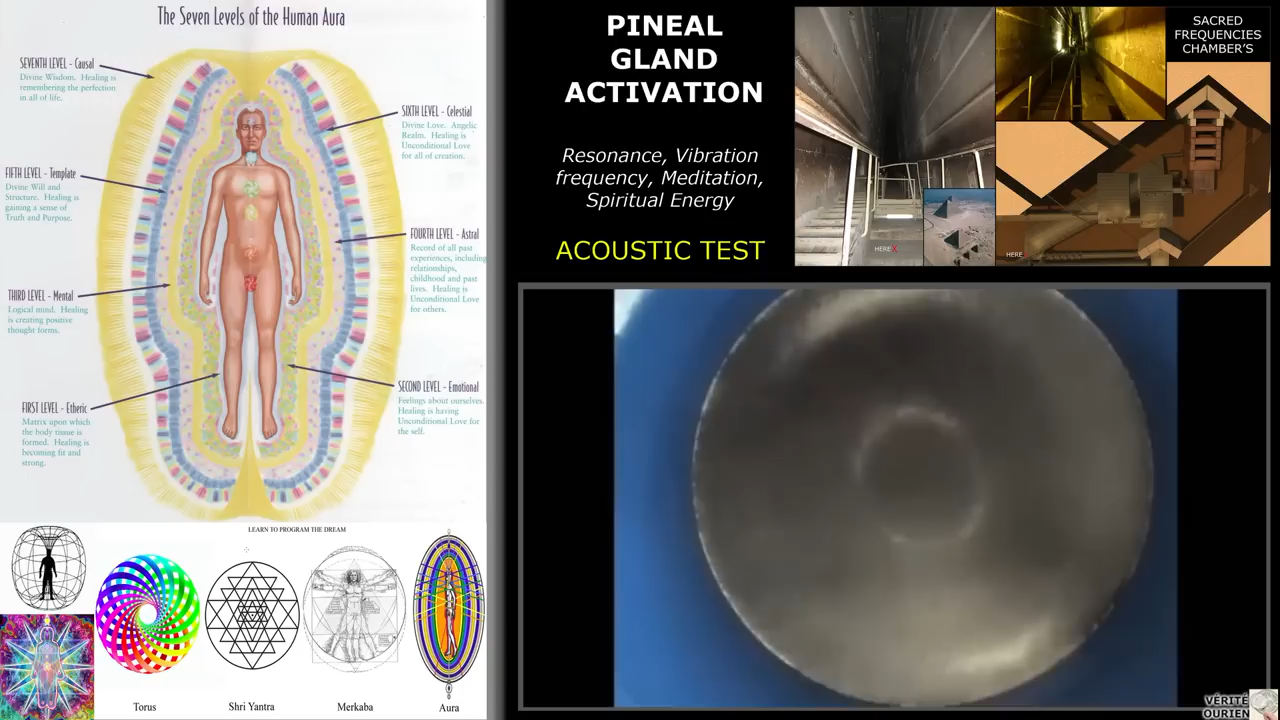 The Seven Levels of the Human Aura
SEVENTH LEVEL - Causal
Divine Wisdom. Healing is
remembering the perfection
in all of life.
SIXTH LEVEL - Celestial
Divine Love. Angelic
Realm. Healing is
Unconditional Love
for all of creation.
FIFTH LEVEL - Template
Divine Will and
Structure. Healing is
gaining a sense of
Truth and Purpose.
FOURTH LEVEL - Astral
Record of all past
experiences, including
relationships,
childhood and past
lives. Healing is
Unconditional Love
for others.
THIRD LEVEL - Mental
Logical mind. Healing
is creating positive
thought forms.
SECOND LEVEL - Emotional
Feelings about ourselves.
Healing is having
Unconditional Love for
the self.
FIRST LEVEL - Etheric
Matrix upon which
the body tissue is
formed. Healing is
becoming fit and
strong.
LEARN TO PROGRAM THE DREAM
Torus
Shri Yantra
Merkaba
Aura
PINEAL
GLAND
ACTIVATION
Resonance, Vibration
frequency, Meditation,
Spiritual Energy
ACOUSTIC TEST
SACRED
FREQUENCIES
CHAMBER'S
HERE X
HERE
VÉRITÉ
OURIEN